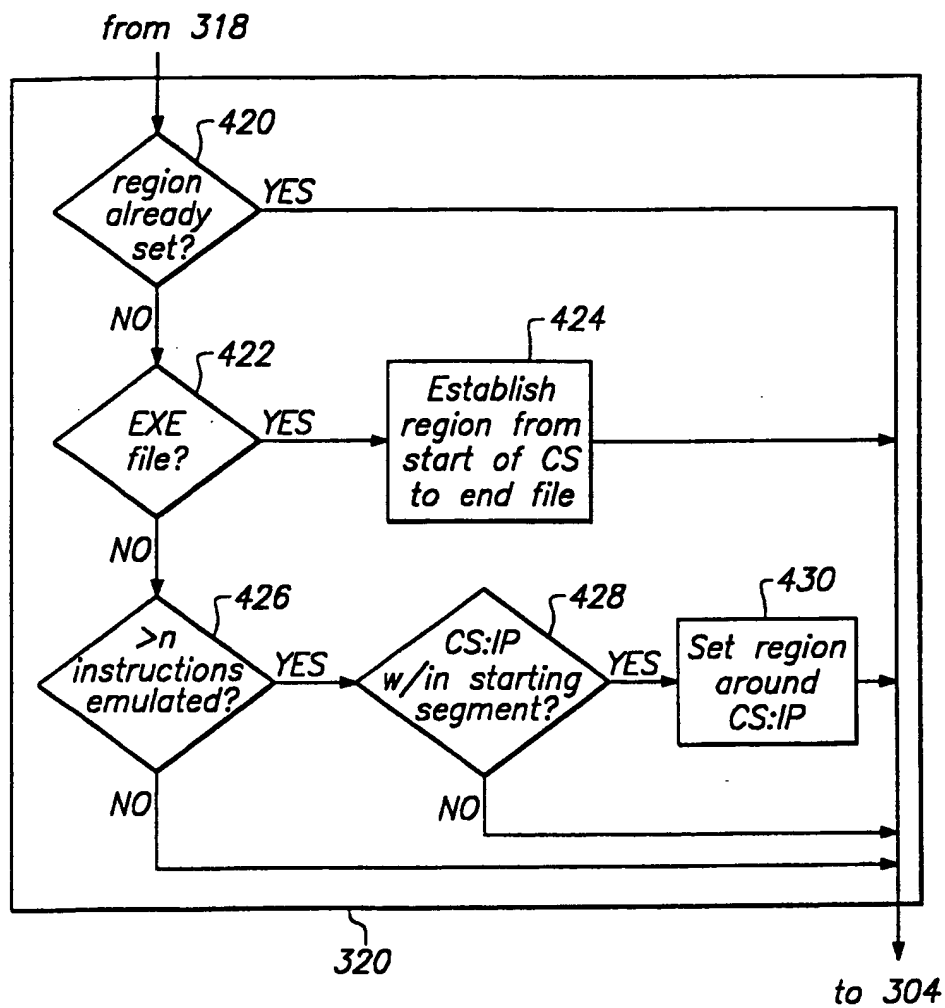 from 318
420
region
already
set?
YES
NO
422
EXE
file?
YES
424
Establish
region from
start of CS
to end file
NO
426
>n
instructions
emulated?
YES
428
CS:IP
w/in starting
segment?
YES
430
Set region
around
CS:IP
NO
NO
320
to 304